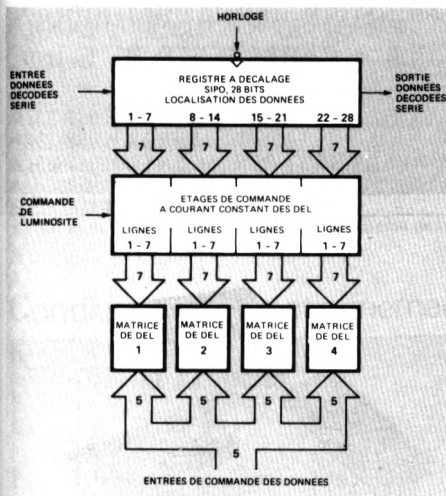 HORLOGE
ENTREE
DONNEES
DECODEES
SERIE
REGISTRE A DECALAGE
SIPO, 28 BITS
LOCALISATION DES DONNEES
1 - 7 8 - 14 15 - 21 22 - 28
SORTIE
DONNEES
DECODEES
SERIE
7 7 7 7
COMMANDE
DE
LUMINOSITE
ETAGES DE COMMANDE
A COURANT CONSTANT DES DEL
LIGNES LIGNES LIGNES LIGNES
1 - 7 1 - 7 1 - 7 1 - 7
7 7 7 7
MATRICE MATRICE MATRICE MATRICE
DE DEL DE DEL DE DEL DE DEL
1 2 3 4
5 5 5 5
5
ENTREES DE COMMANDE DES DONNEES